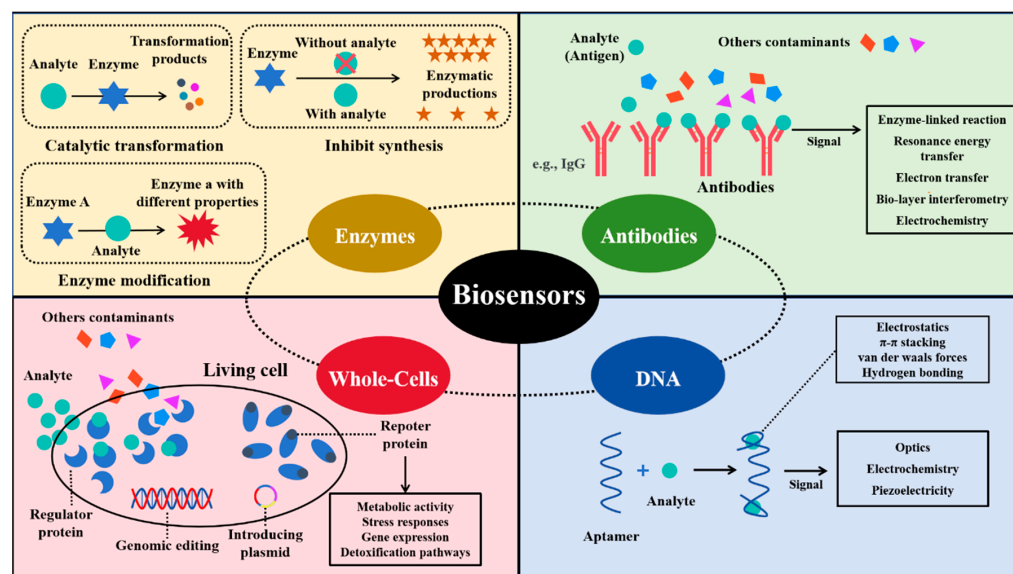 Analyte
Enzyme
Transformation
products
Catalytic transformation
Enzyme
Without analyte
With analyte
Enzymatic
productions
Inhibit synthesis
Enzyme A
Analyte
Enzyme a with
different properties
Enzyme modification
Enzymes
Analyte
(Antigen)
Others contaminants
e.g., IgG
Antibodies
Signal
Enzyme-linked reaction
Resonance energy
transfer
Electron transfer
Bio-layer interferometry
Electrochemistry
Antibodies
Biosensors
Others contaminants
Analyte
Living cell
Whole-Cells
Repoter
protein
Regulator
protein
Genomic editing
Introducing
plasmid
Metabolic activity
Stress responses
Gene expression
Detoxification pathways
DNA
Electrostatics
π-π stacking
van der waals forces
Hydrogen bonding
+
Analyte
Aptamer
Signal
Optics
Electrochemistry
Piezoelectricity